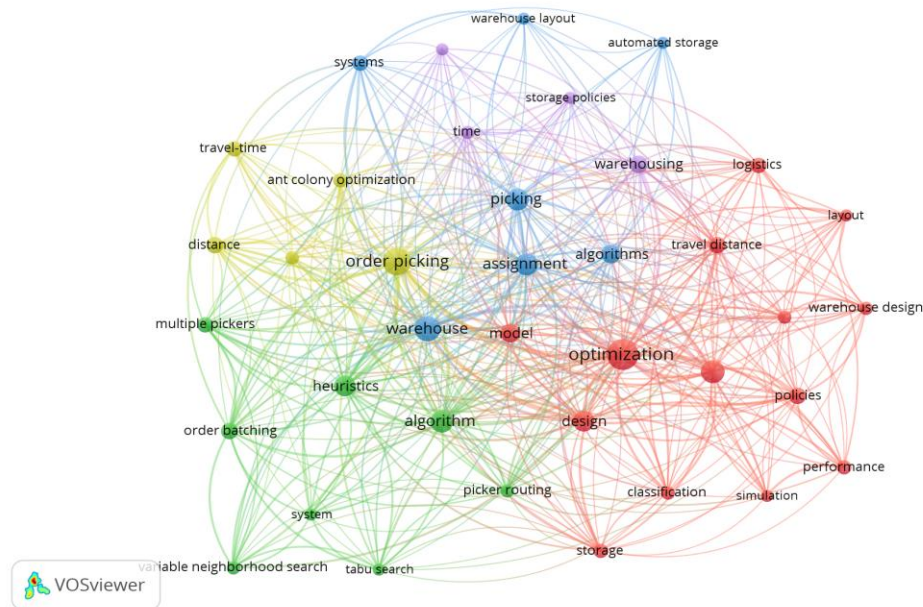 warehouse layout
automated storage
systems
storage policies
time
travel-time
warehousing
logistics
ant colony optimization
picking
layout
distance
order picking
assignment
algorithms
travel distance
warehouse design
multiple pickers
warehouse
model
optimization
heuristics
policies
algorithm
design
order batching
performance
picker routing
classification
simulation
system
storage
variable neighborhood search
tabu search
VOSviewer